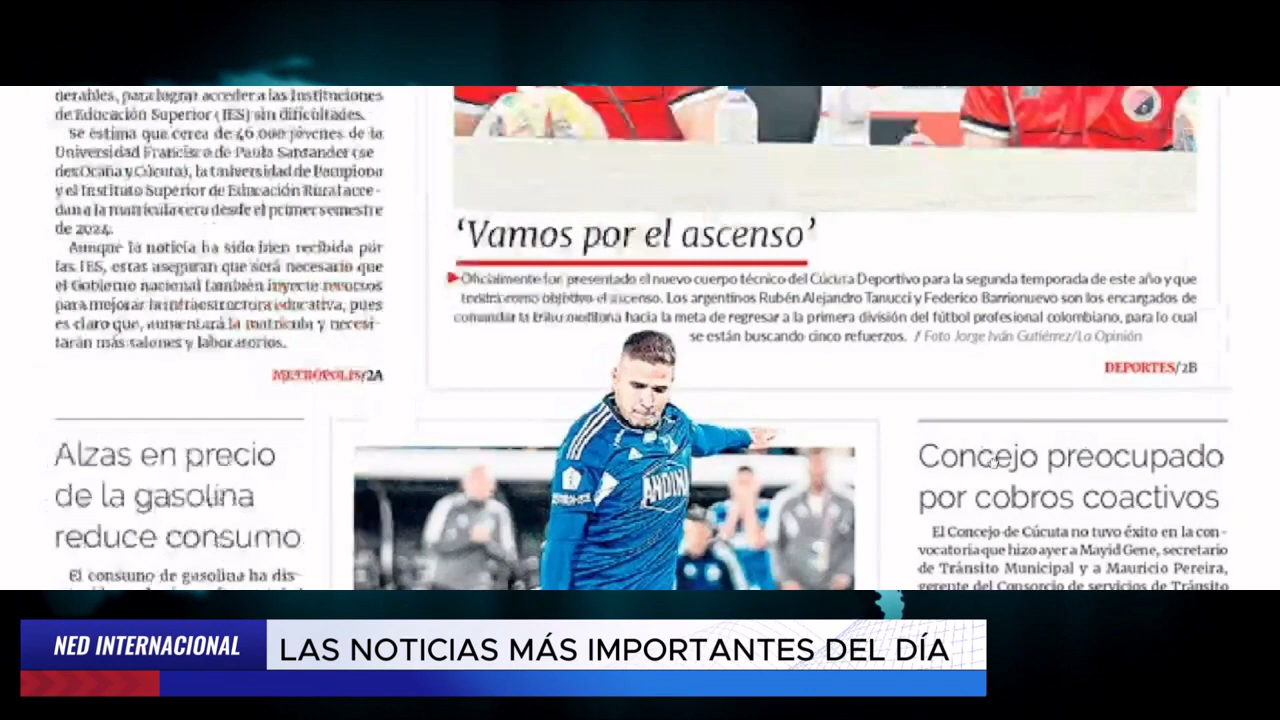 nerables, para lograr acceder a las Instituciones
de Educación Superior (IES) sin dificultades.
Se estima que cerca de 46.000 jóvenes de la
Universidad Francisco de Paula Santander (se
des Ocaña y Cúcuta), la Universidad de Pamplona
y el Instituto Superior de Educación Rural acce-
dan a la matrícula cero desde el primer semestre
de 2024.
Aunque la noticia ha sido bien recibida por
las IES, estas aseguran que será necesario que
el Gobierno nacional también inyecte recursos
para mejorar la infraestructura educativa, pues
es claro que, aumentará la matrícula y necesi-
tarán más salones y laboratorios.
METRÓPOLIS/2A
‘Vamos por el ascenso’
Oficialmente fue presentado el nuevo cuerpo técnico del Cúcuta Deportivo para la segunda temporada de este año y que
tendrá como objetivo el ascenso. Los argentinos Rubén Alejandro Tanucci y Federico Barrionuevo son los encargados de
comandar la tribu motilona hacia la meta de regresar a la primera división del fútbol profesional colombiano, para lo cual
se están buscando cinco refuerzos. / Foto Jorge Iván Gutiérrez/La Opinión
DEPORTES/2B
Alzas en precio
de la gasolina
reduce consumo
El consumo de gasolina ha dis-
ANDINA
Concejo preocupado
por cobros coactivos
El Concejo de Cúcuta no tuvo éxito en la con-
vocatoria que hizo ayer a Mayid Gene, secretario
de Tránsito Municipal y a Mauricio Pereira,
gerente del Consorcio de servicios de Tránsito
NED INTERNACIONAL
LAS NOTICIAS MÁS IMPORTANTES DEL DÍA